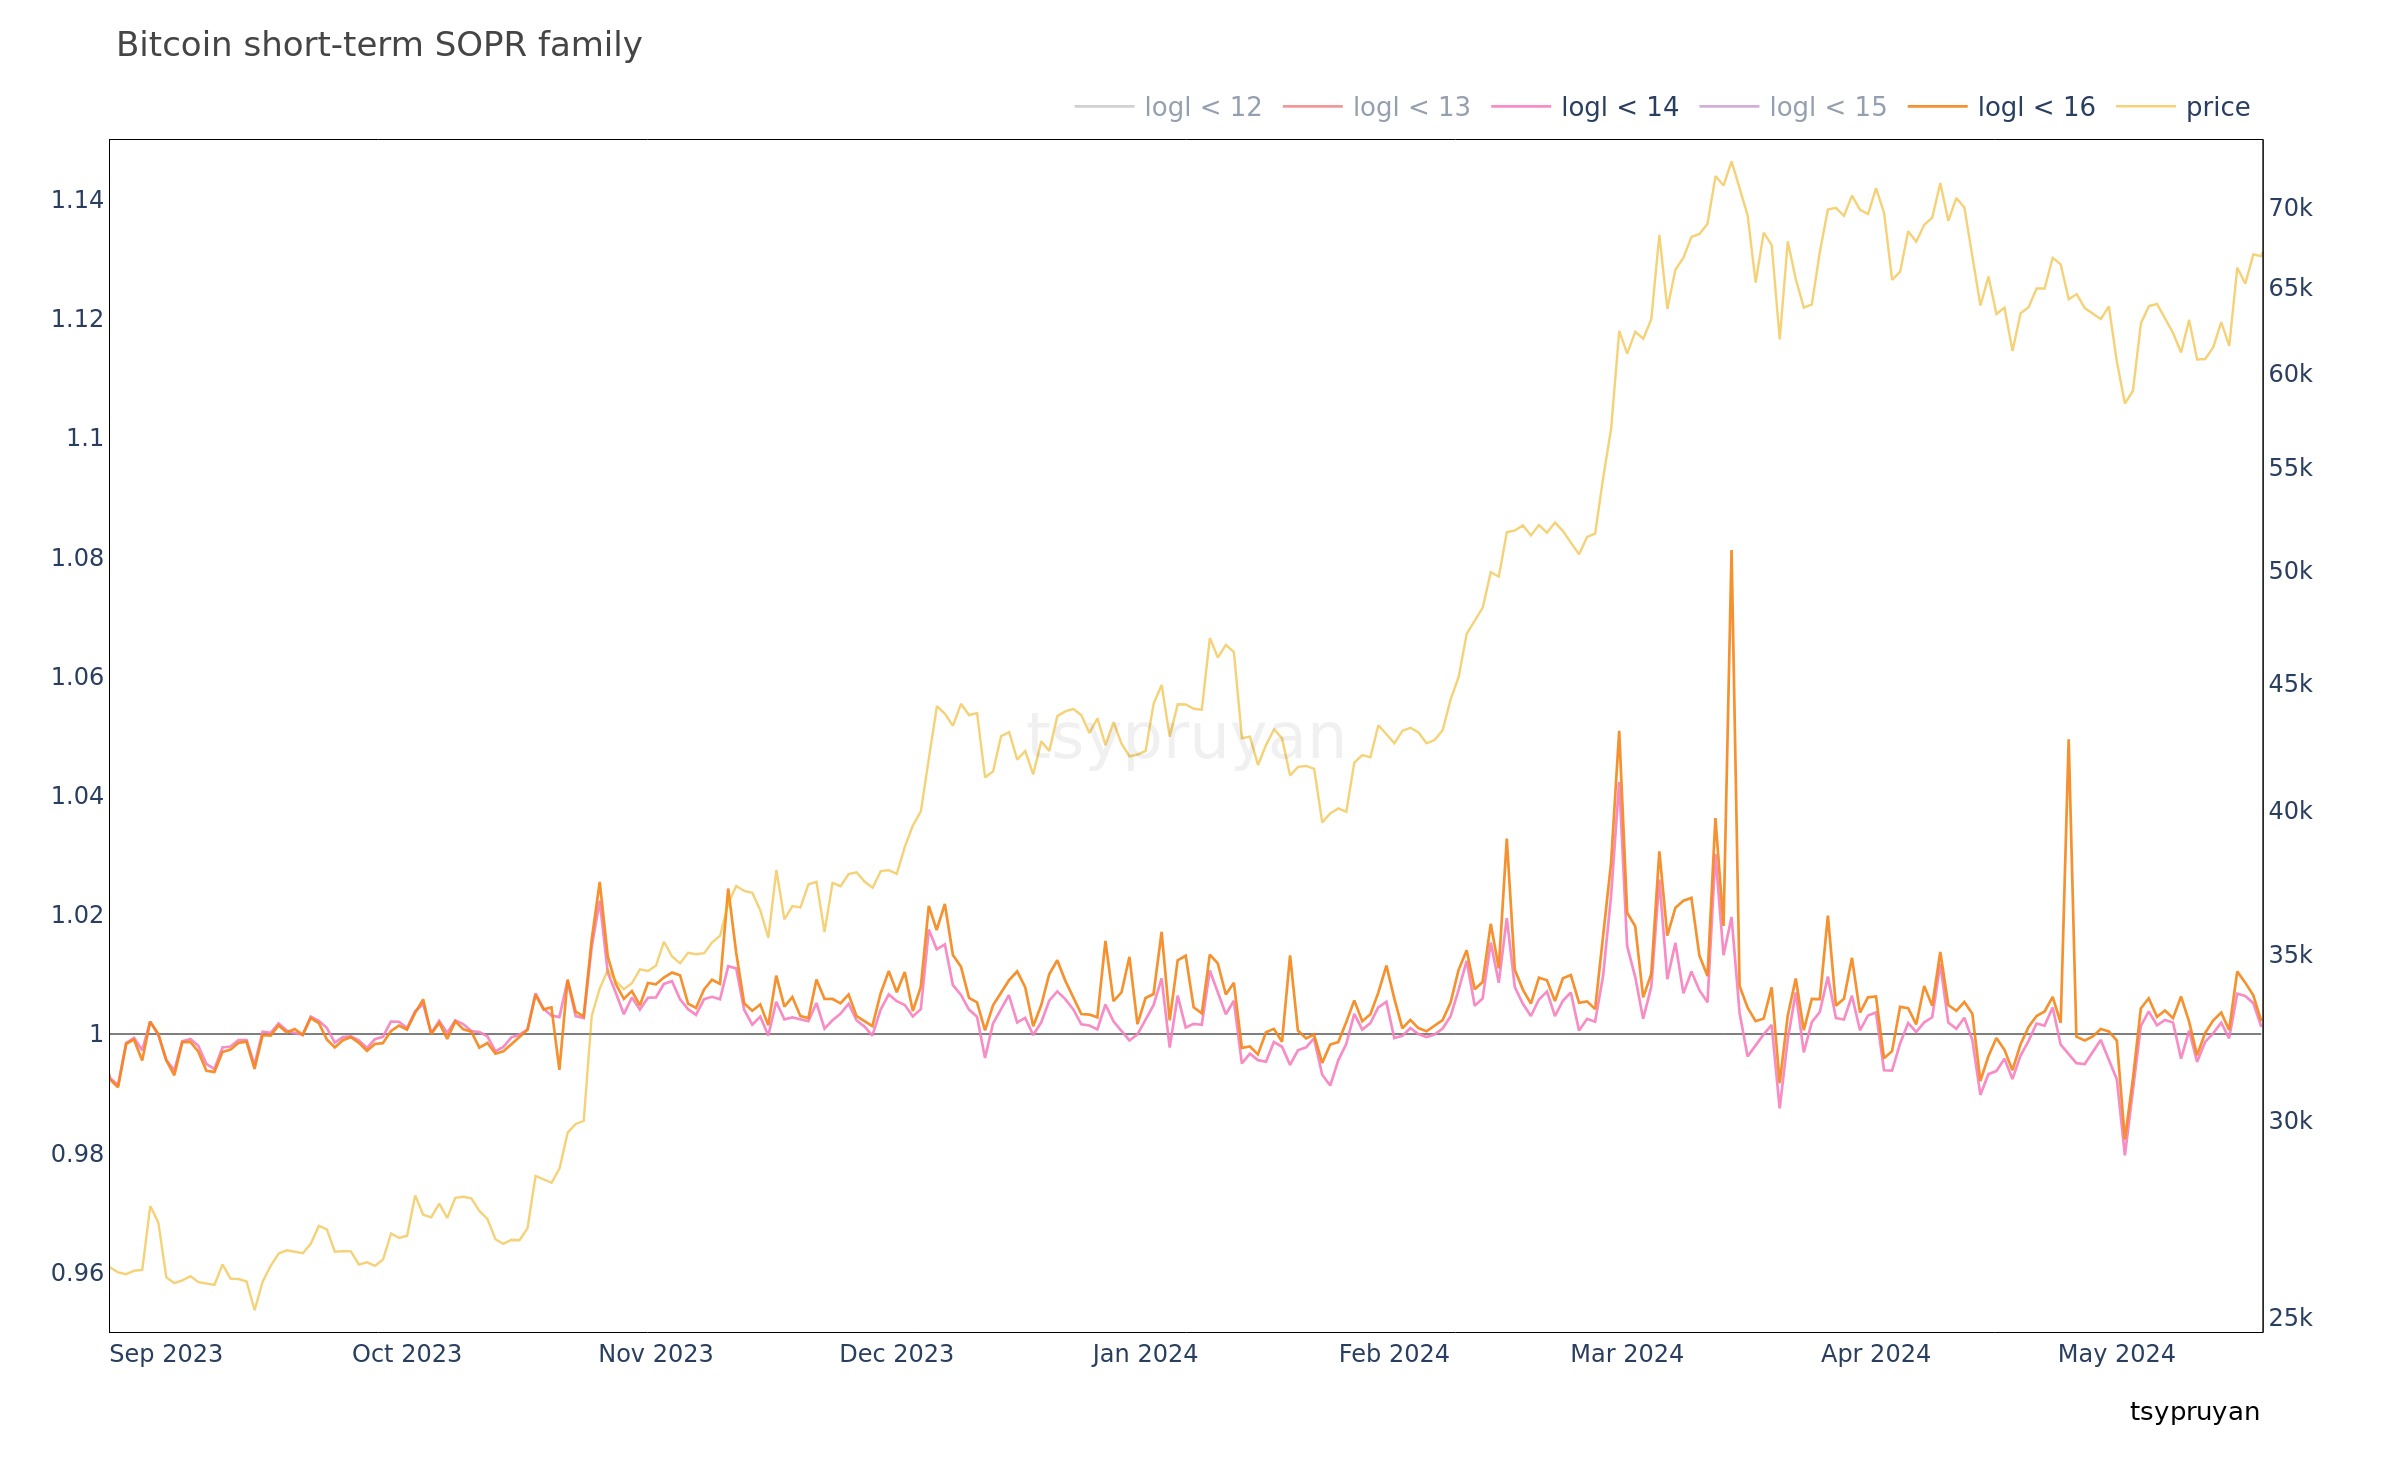 Bitcoin short-term SOPR family
logl < 12 logl < 13 logl < 14 logl < 15 logl < 16 price
1.14
1.12
1.1
1.08
1.06
1.04
1.02
1
0.98
0.96
70k
65k
60k
55k
50k
45k
40k
35k
30k
25k
tsypruyan
Sep 2023 Oct 2023 Nov 2023 Dec 2023 Jan 2024 Feb 2024 Mar 2024 Apr 2024 May 2024
tsypruyan